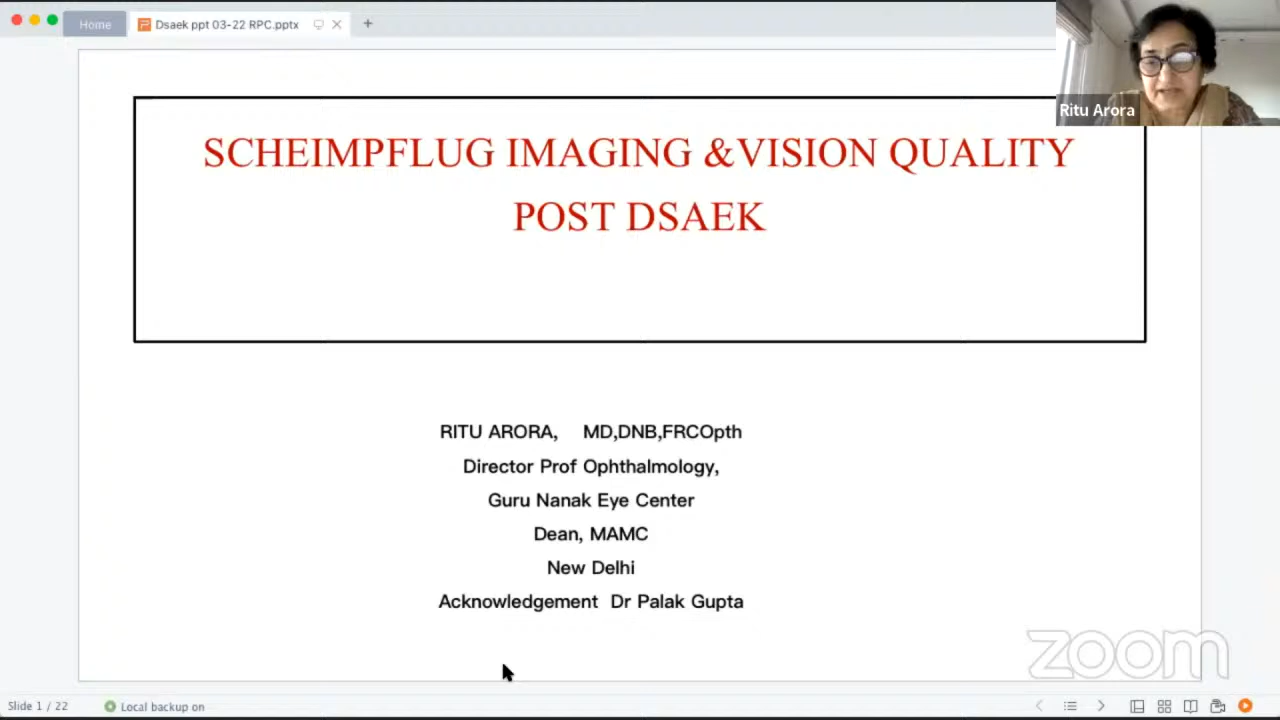 Home
Dsaek ppt 03-22 RPC.pptx
Ritu Arora
SCHEIMPFLUG IMAGING &VISION QUALITY
POST DSAEK
RITU ARORA, MD,DNB,FRCOpth
Director Prof Ophthalmology,
Guru Nanak Eye Center
Dean, MAMC
New Delhi
Acknowledgement Dr Palak Gupta
zoom
Slide 1 / 22
Local backup on